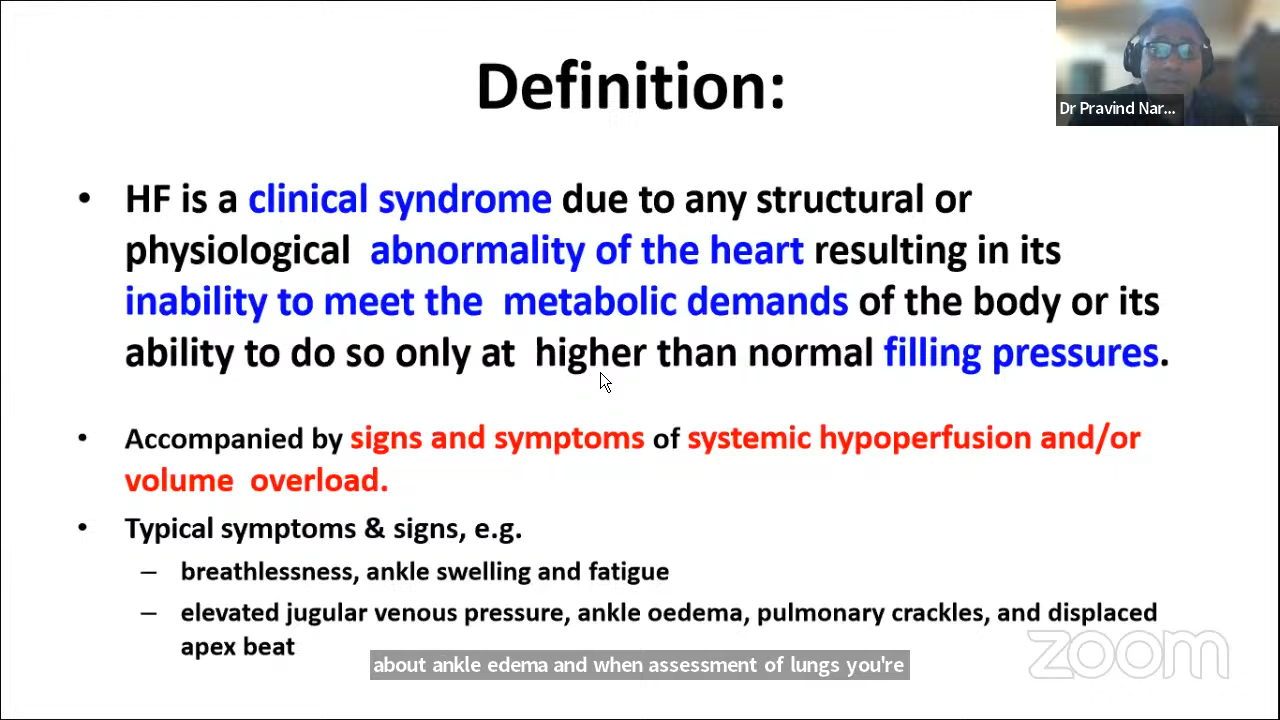 Definition:
Dr Pravind Nar...
• HF is a clinical syndrome due to any structural or
physiological abnormality of the heart resulting in its
inability to meet the metabolic demands of the body or its
ability to do so only at higher than normal filling pressures.
• Accompanied by signs and symptoms of systemic hypoperfusion and/or
volume overload.
• Typical symptoms & signs, e.g.
– breathlessness, ankle swelling and fatigue
– elevated jugular venous pressure, ankle oedema, pulmonary crackles, and displaced
apex beat
zoom
about ankle edema and when assessment of lungs you're